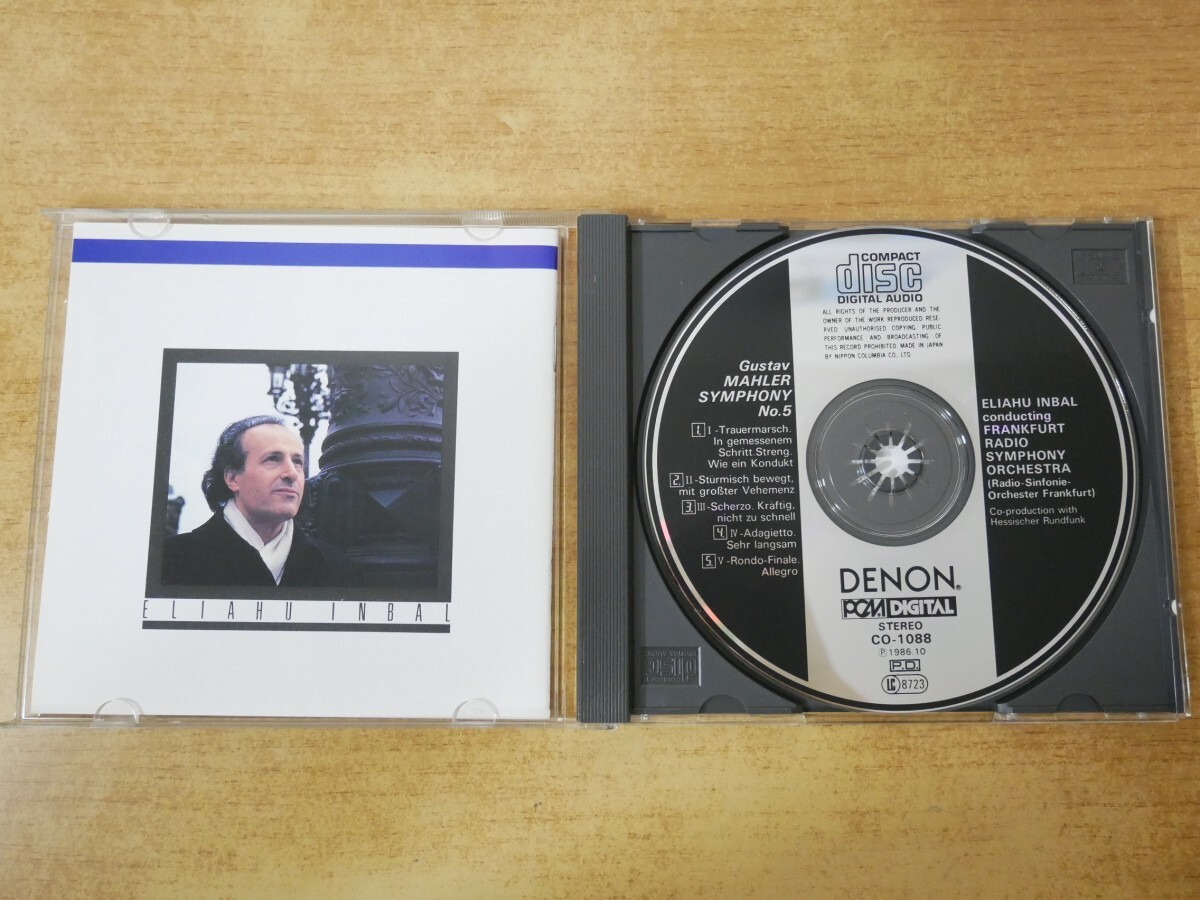 ELIAHU INBAL
COMPACT
disc
DIGITAL AUDIO
ALL RIGHTS OF THE PRODUCER AND THE
OWNER OF THE WORK REPRODUCED RESE-
RVED UNAUTHORISED COPYING PUBLIC
PERFORMANCE AND BROADCASTING OF
THIS RECORD PROHIBITED MADE IN JAPAN
BY NIPPON COLUMBIA CO., LTD.
Gustav
MAHLER
SYMPHONY
No.5
1. I -Trauermarsch.
In gemessenem
Schritt.Streng.
Wie ein Kondukt
2. II -Stürmisch bewegt,
mit großter Vehemenz
3. III -Scherzo. Kräftig,
nicht zu schnell
4. IV -Adagietto.
Sehr langsam
5. V -Rondo-Finale.
Allegro
ELIAHU INBAL
conducting
FRANKFURT
RADIO
SYMPHONY
ORCHESTRA
(Radio-Sinfonie-
Orchester Frankfurt)
Co-production with
Hessischer Rundfunk
DENON®
PCM DIGITAL
STEREO
CO-1088
Ⓟ1986.10
P.D.
LC 8723